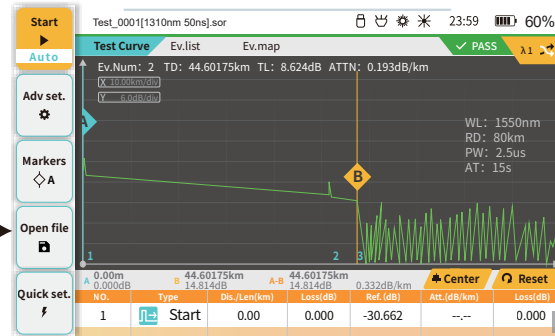 Start
Auto
Test_0001[1310nm 50ns].sor
23:59
60%
Test Curve
Ev.list
Ev.map
PASS
λ1
Ev.Num: 2 TD: 44.60175km TL: 8.624dB ATTN: 0.193dB/km
X 10.00km/div
Y 6.0dB/div
Adv set.
A
WL: 1550nm
RD: 80km
PW: 2.5us
AT: 15s
Markers
A
B
Open file
1
2
3
A 0.00m B 44.60175km A-B 44.60175km
0.000dB 14.814dB 14.814dB 0.332dB/km
Center
Reset
Quick set.
NO. Type Dis./Len(km) Loss(dB) Ref.(dB) Att.(dB/km) Loss(dB)
1 Start 0.00 0.000 -30.662 --.-- 0.000